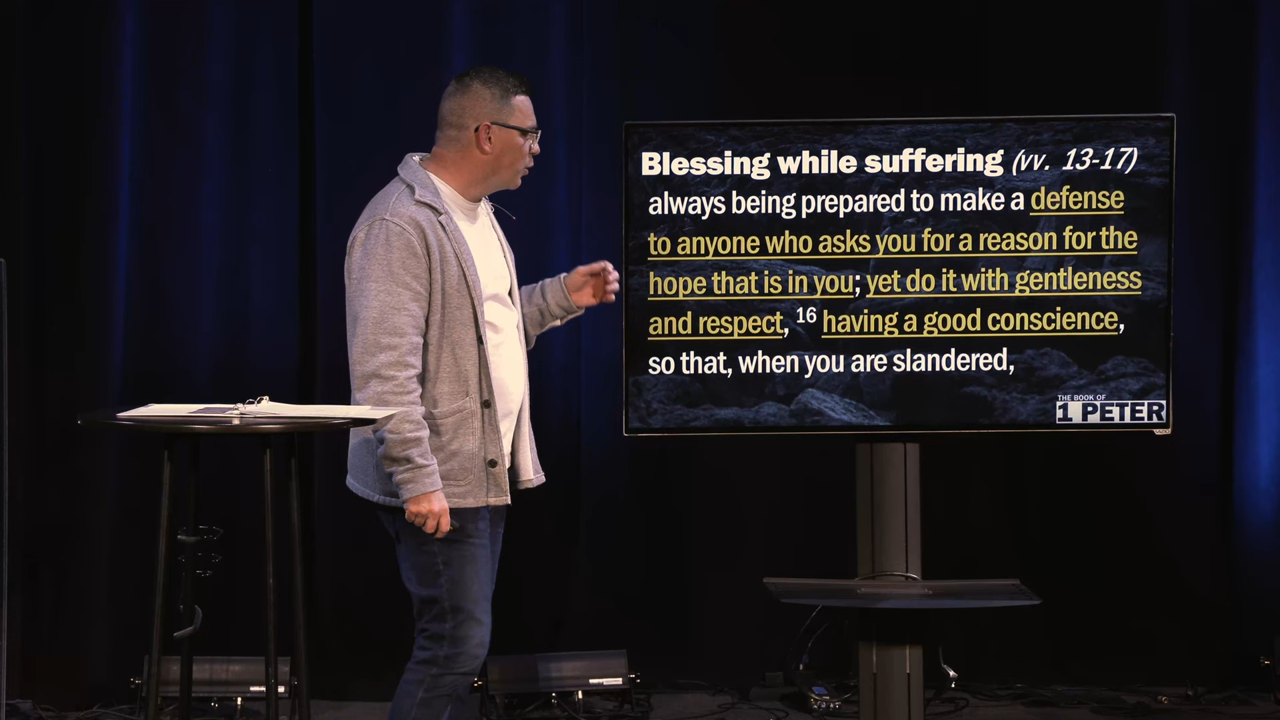 Blessing while suffering (vv. 13-17)
always being prepared to make a defense
to anyone who asks you for a reason for the
hope that is in you; yet do it with gentleness
and respect, 16 having a good conscience,
so that, when you are slandered,
THE BOOK OF
1 PETER